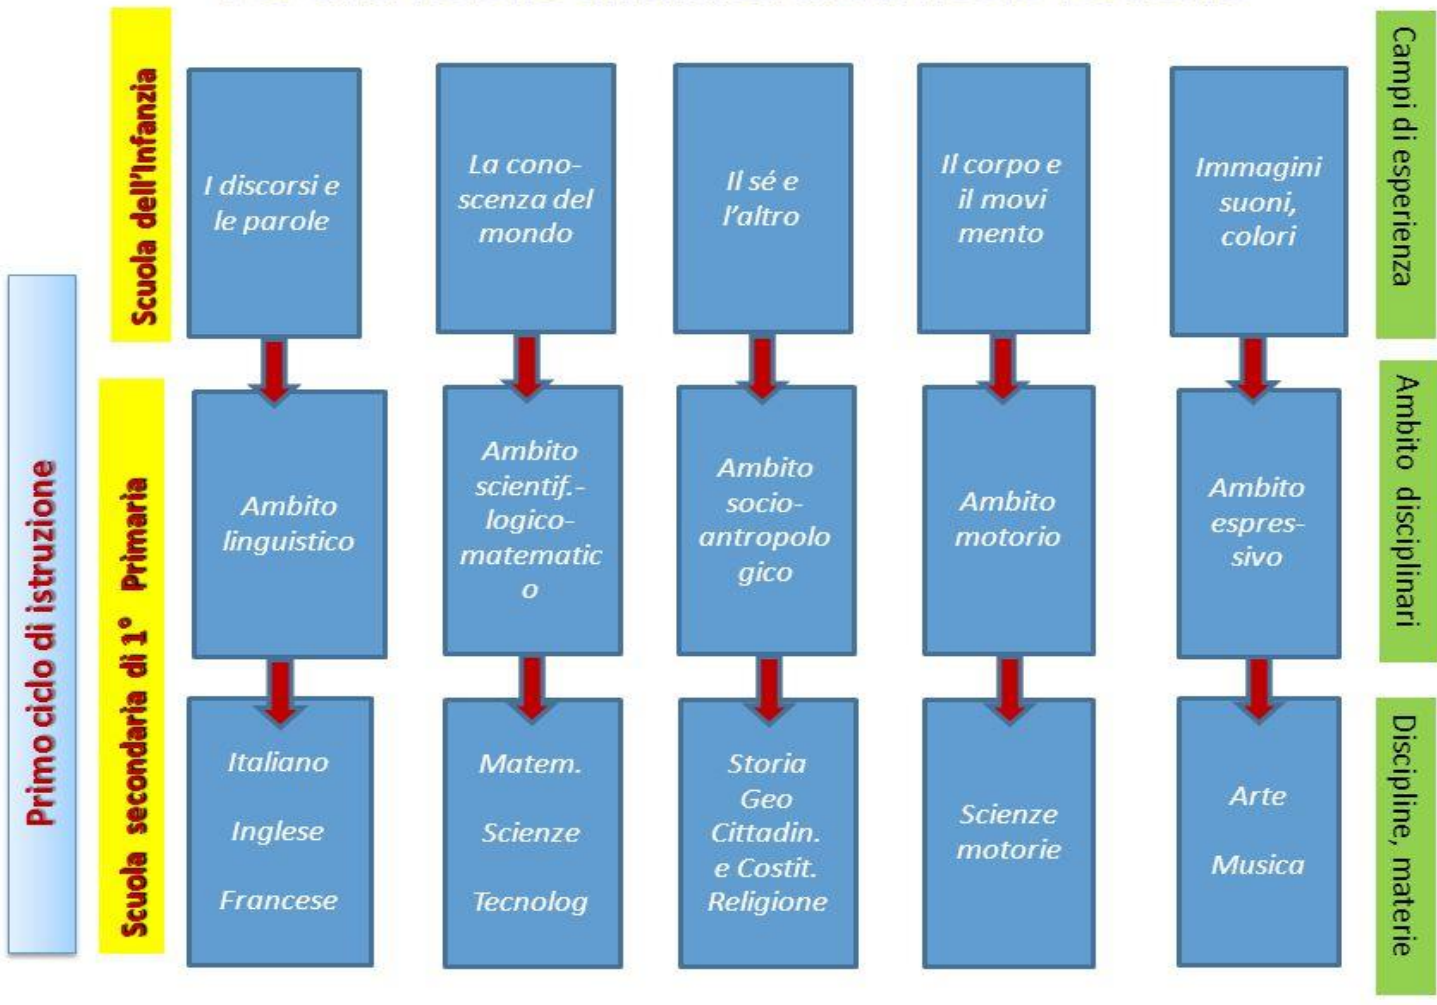 Scuola dell'Infanzia
I discorsi e
le parole
La cono-
scenza del
mondo
Il sé e
l'altro
Il corpo e
il movi
mento
Immagini
suoni,
colori
Campi di esperienza
Primo ciclo di istruzione
Scuola secondaria di 1° Primaria
Ambito
linguistico
Ambito
scientif.-
logico-
matematic
o
Ambito
socio-
antropolo
gico
Ambito
motorio
Ambito
espres-
sivo
Ambito disciplinari
Italiano
Inglese
Francese
Matem.
Scienze
Tecnolog
Storia
Geo
Cittadin.
e Costit.
Religione
Scienze
motorie
Arte
Musica
Discipline, materie